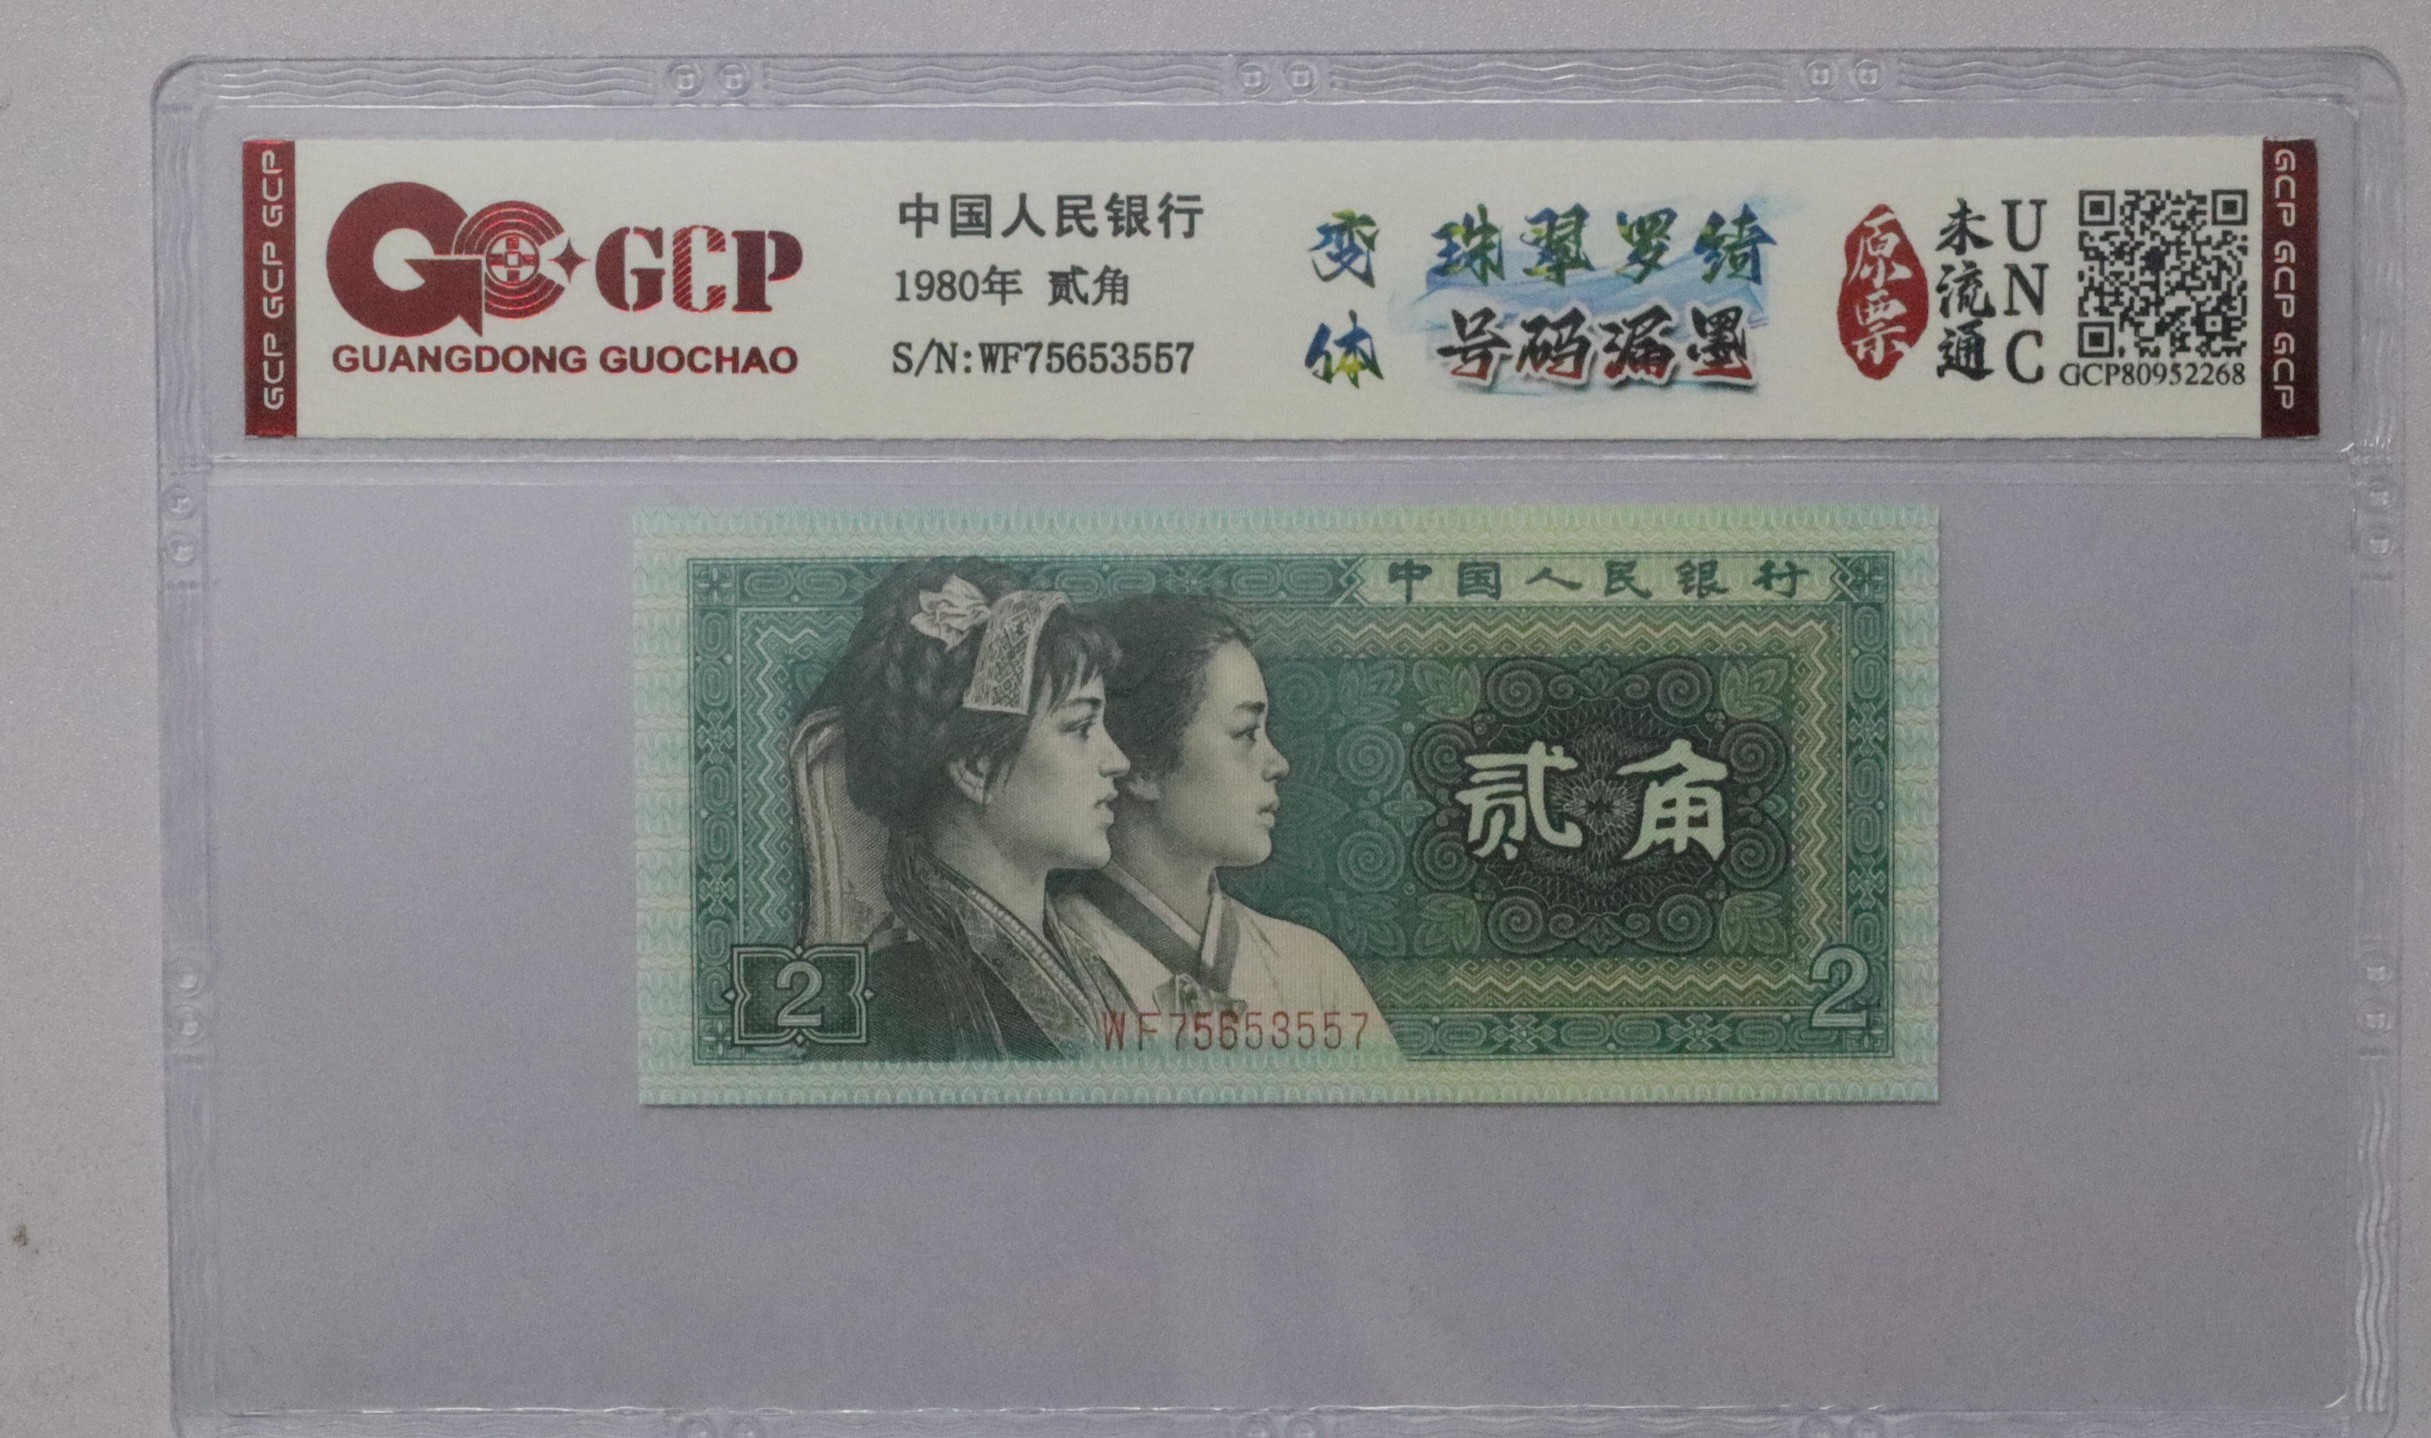 GCP GCP GCP
GCP
GUANGDONG GUOCHAO
中国人民银行
1980年 贰角
S/N:WF75653557
变体
珠翠罗绮
号码漏墨
原票
未流通
UNC
GCP80952268
GCP GCP GCP
中国人民银行
贰角
2
2
WF75653557